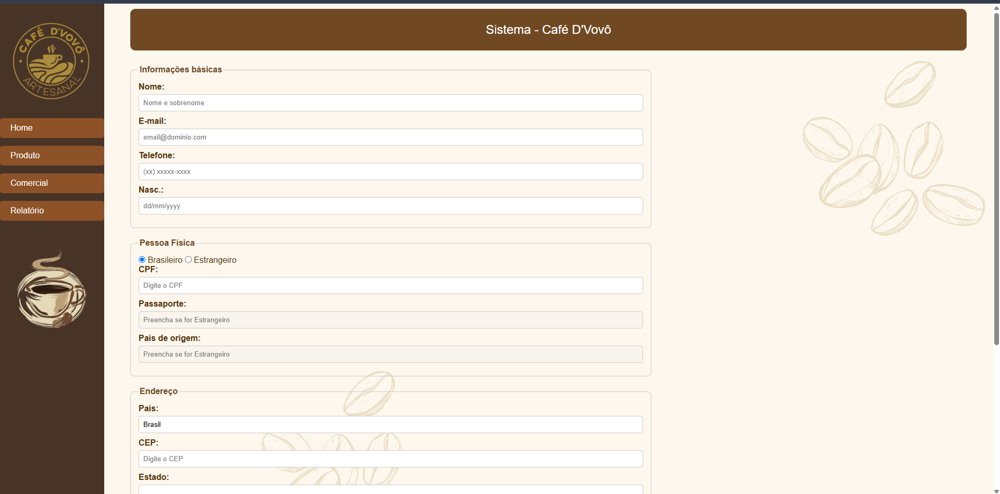 CAFÉ D'VOVÔ
ARTESANAL
Home
Produto
Comercial
Relatório
Sistema - Café D'Vovô
Informações básicas
Nome:
Nome e sobrenome
E-mail:
email@dominio.com
Telefone:
(xx) xxxxx-xxxx
Nasc.:
dd/mm/yyyy
Pessoa Física
Brasileiro Estrangeiro
CPF:
Digite o CPF
Passaporte:
Preencha se for Estrangeiro
País de origem:
Preencha se for Estrangeiro
Endereço
País:
Brasil
CEP:
Digite o CEP
Estado: